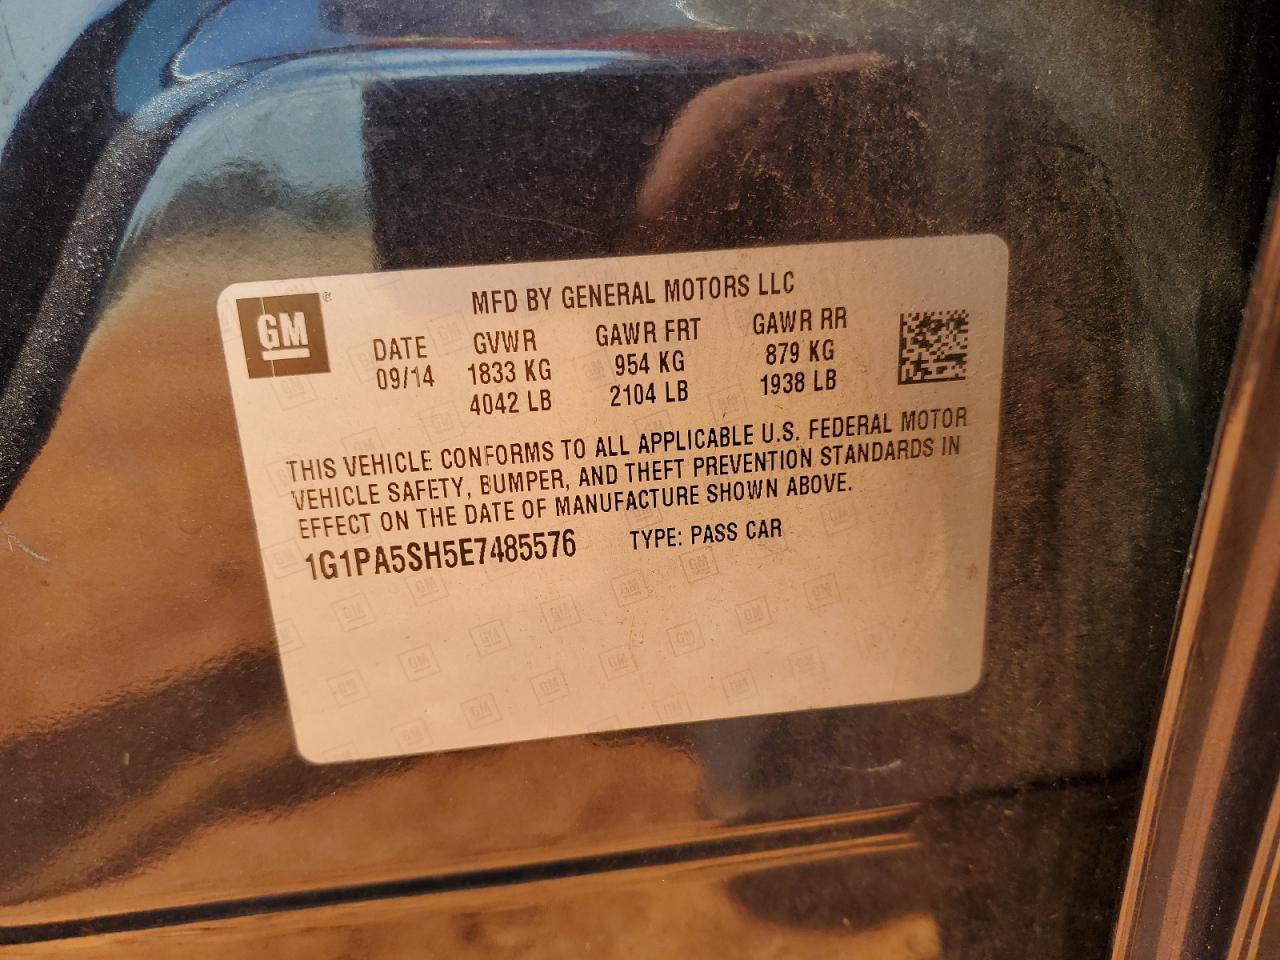 GM ®
MFD BY GENERAL MOTORS LLC
DATE GVWR GAWR FRT GAWR RR
09/14 1833 KG 954 KG 879 KG
4042 LB 2104 LB 1938 LB
THIS VEHICLE CONFORMS TO ALL APPLICABLE U.S. FEDERAL MOTOR
VEHICLE SAFETY, BUMPER, AND THEFT PREVENTION STANDARDS IN
EFFECT ON THE DATE OF MANUFACTURE SHOWN ABOVE.
1G1PA5SH5E7485576 TYPE: PASS CAR